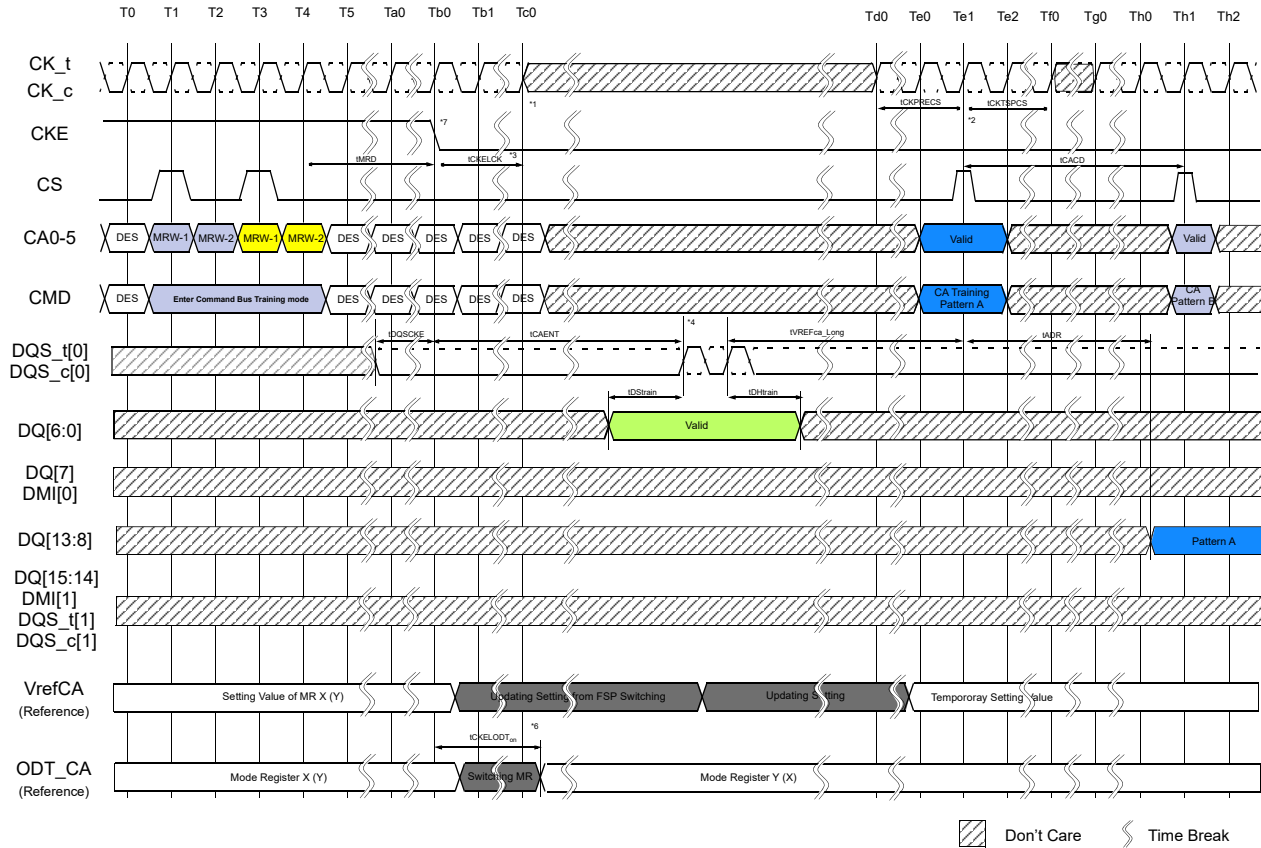 T0 T1 T2 T3 T4 T5 Ta0 Tb0 Tb1 Tc0 Td0 Te0 Te1 Te2 Tf0 Tg0 Th0 Th1 Th2
CK_t
CK_c
*1
tCKPRECS
tCKTSPCS
*2
CKE
*7
tMRD
tCKELCK
*3
tCACD
CS
CA0-5
DES MRW-1 MRW-2 MRW-1 MRW-2 DES DES DES DES DES Valid Valid
CMD
DES Enter Command Bus Training mode DES DES DES DES DES
CA Training
Pattern A
CA
Pattern B
DQS_t[0]
DQS_c[0]
tDQSCKE
tCAENT
*4
tVREFca_Long
tADR
tDStrain
tDHtrain
DQ[6:0]
Valid
DQ[7]
DMI[0]
DQ[13:8]
Pattern A
DQ[15:14]
DMI[1]
DQS_t[1]
DQS_c[1]
VrefCA
(Reference)
Setting Value of MR X (Y) Updating Setting from FSP Switching Updating Setting Tempororay Setting Value
*6
tCKELODTon
ODT_CA
(Reference)
Mode Register X (Y) Switching MR Mode Register Y (X)
Don't Care Time Break